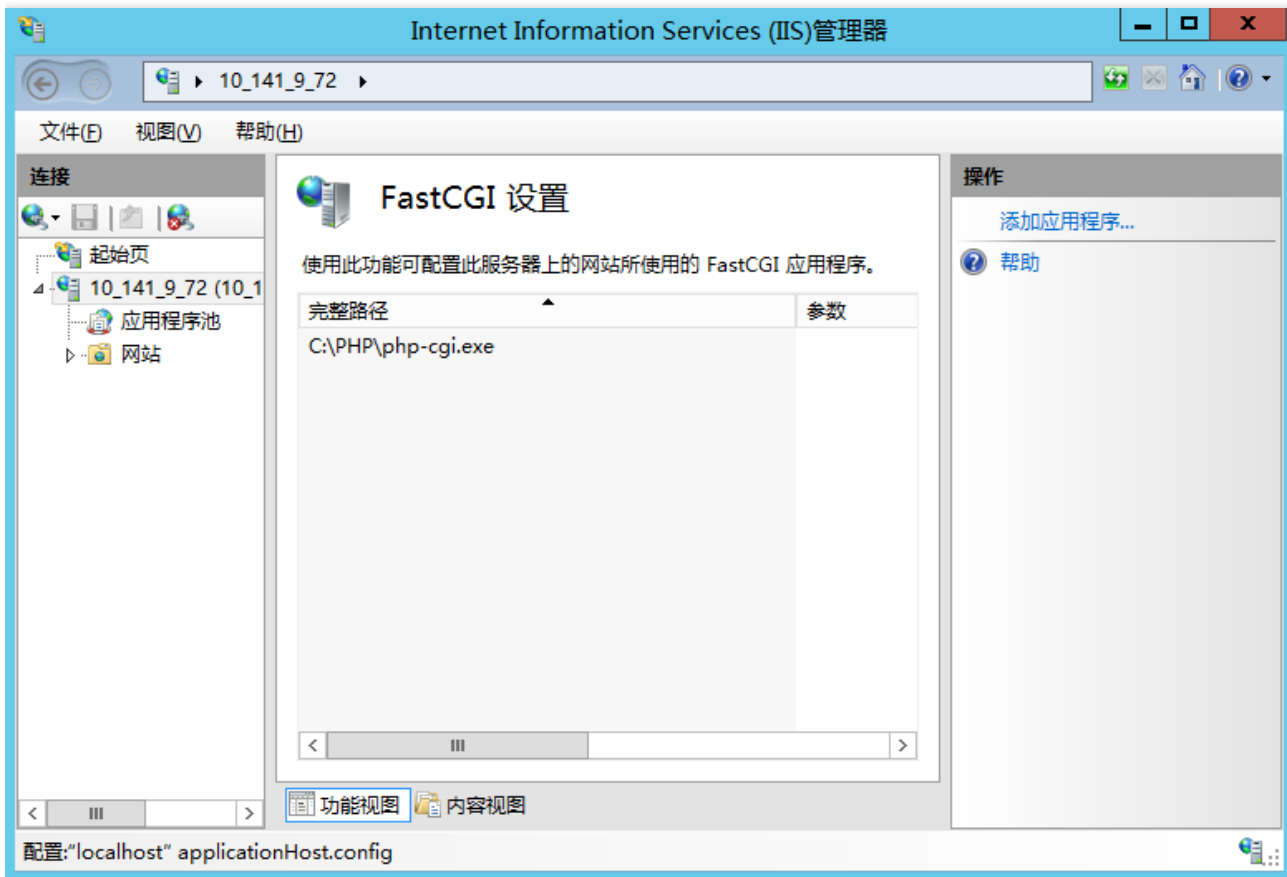 Internet Information Services (IIS)管理器
10_141_9_72
文件(F) 视图(V) 帮助(H)
连接
起始页
10_141_9_72 (10_1
应用程序池
网站
FastCGI 设置
使用此功能可配置此服务器上的网站所使用的 FastCGI 应用程序。
完整路径 参数
C:\PHP\php-cgi.exe
功能视图 内容视图
操作
添加应用程序...
帮助
配置:“localhost” applicationHost.config